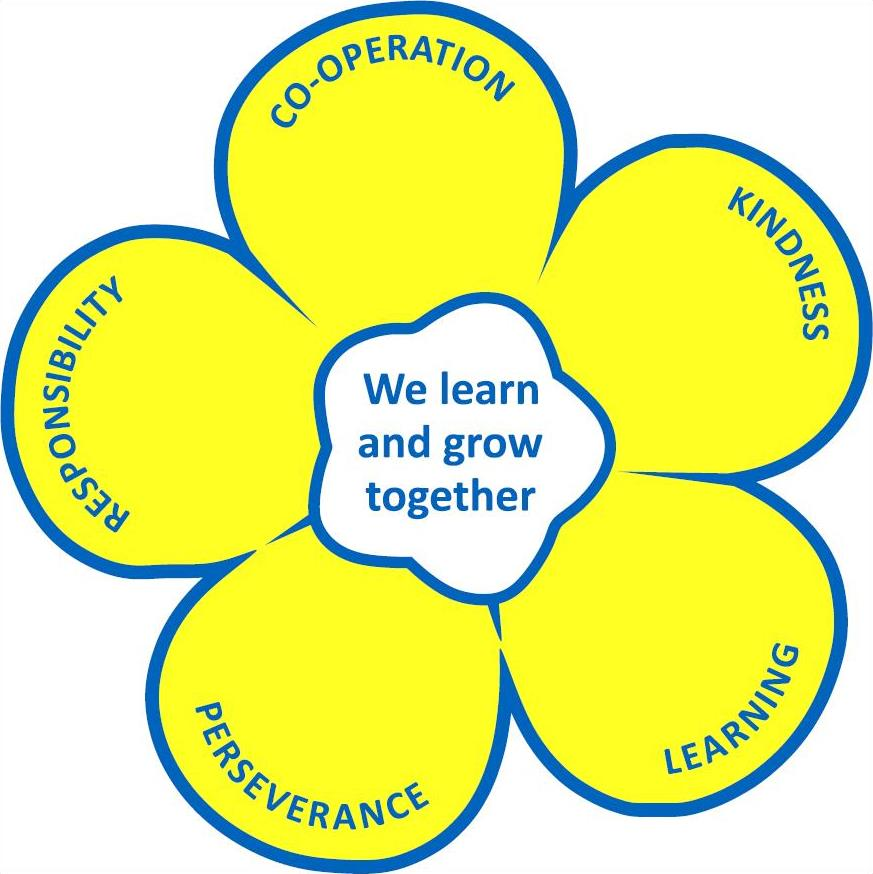 CO-OPERATION
KINDNESS
RESPONSIBILITY
We learn
and grow
together
LEARNING
PERSEVERANCE